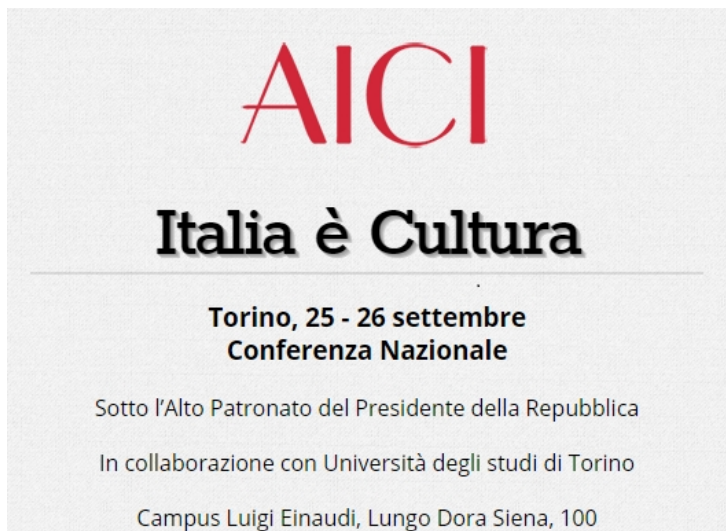 AICI
Italia è Cultura
Torino, 25 - 26 settembre
Conferenza Nazionale
Sotto l'Alto Patronato del Presidente della Repubblica
In collaborazione con Università degli studi di Torino
Campus Luigi Einaudi, Lungo Dora Siena, 100